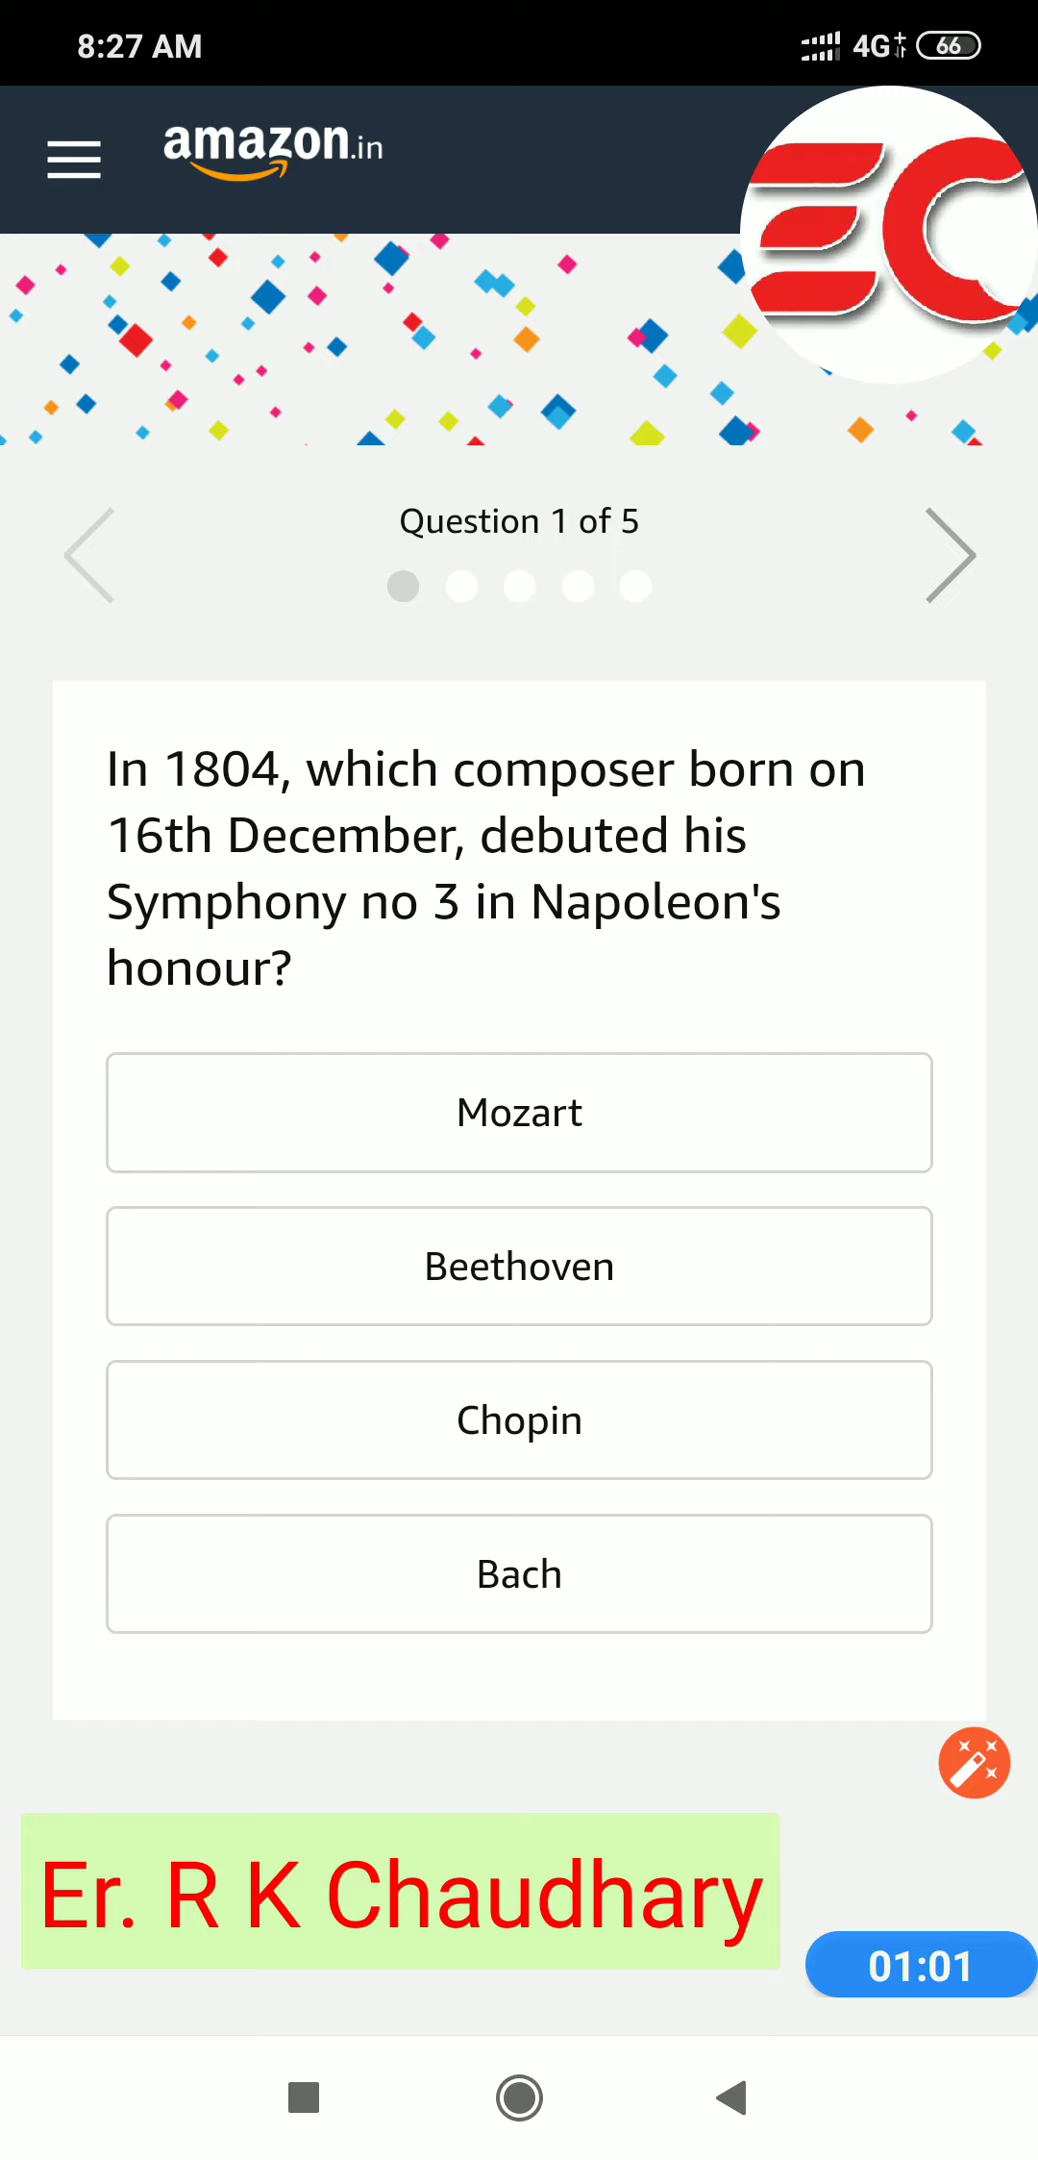 8:27 AM
4G+ 66
amazon.in
EC
Question 1 of 5
In 1804, which composer born on
16th December, debuted his
Symphony no 3 in Napoleon's
honour?
Mozart
Beethoven
Chopin
Bach
Er. R K Chaudhary
01:01